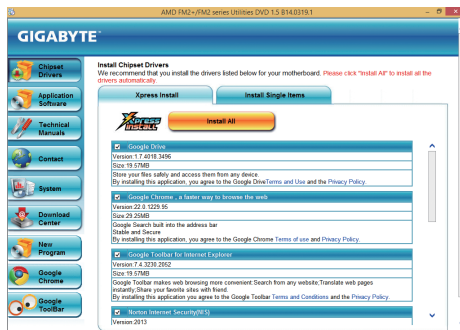 AMD FM2+/FM2 series Utilities DVD 1.5 B14.0319.1
GIGABYTE™
Chipset
Drivers
Application
Software
Technical
Manuals
Contact
System
Download
Center
New
Program
Google
Chrome
Google
ToolBar
Install Chipset Drivers
We recommend that you install the drivers listed below for your motherboard. Please click "Install All" to install all the
drivers automatically.
Xpress Install
Install Single Items
Xpress
Install
Install All
Google Drive
Version:1.7.4018.3496
Size:19.57MB
Store your files safely and access them from any device.
By installing this application, you agree to the Google DriveTerms and Use and the Privacy Policy.
Google Chrome , a faster way to browse the web
Version:22.0.1229.95
Size:29.25MB
Google Search built into the address bar
Stable and Secure
By installing this application, you agree to the Google Chrome Terms of use and Privacy Policy.
Google Toolbar for Internet Explorer
Version:7.4.3230.2052
Size:19.57MB
Google Toolbar makes web browsing more convenient:Search from any website;Translate web pages
instantly;Share your favorite sites with friend.
By installing this application you agree to the Google Toolbar Terms and Conditions and the Privacy Policy.
Norton Internet Security(NIS)
Version:2013